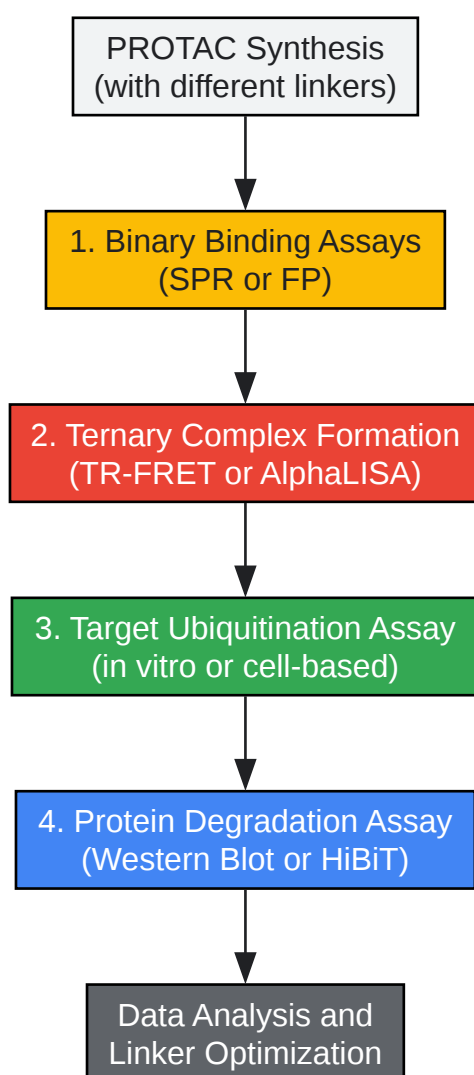 PROTAC Synthesis
(with different linkers)
1. Binary Binding Assays
(SPR or FP)
2. Ternary Complex Formation
(TR-FRET or AlphaLISA)
3. Target Ubiquitination Assay
(in vitro or cell-based)
4. Protein Degradation Assay
(Western Blot or HiBiT)
Data Analysis and
Linker Optimization